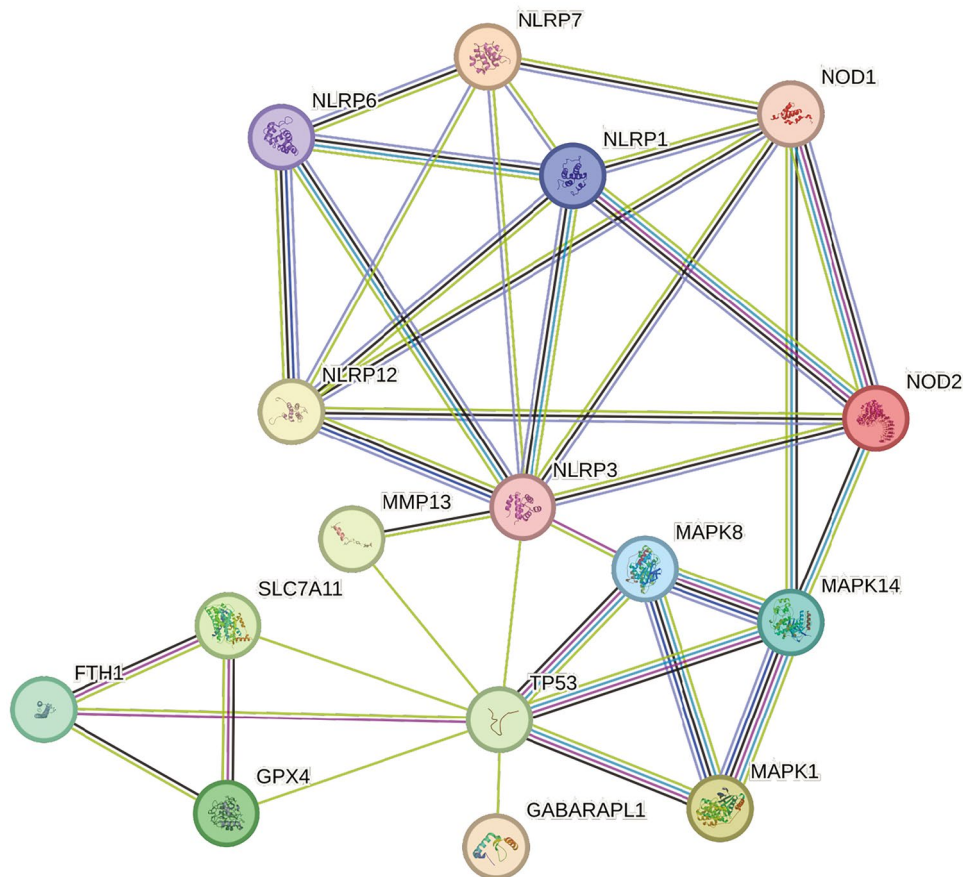 NLRP7
NOD1
NLRP6
NLRP1
NLRP12
NOD2
NLRP3
MMP13
MAPK8
SLC7A11
MAPK14
FTH1
TP53
GPX4
MAPK1
GABARAPL1